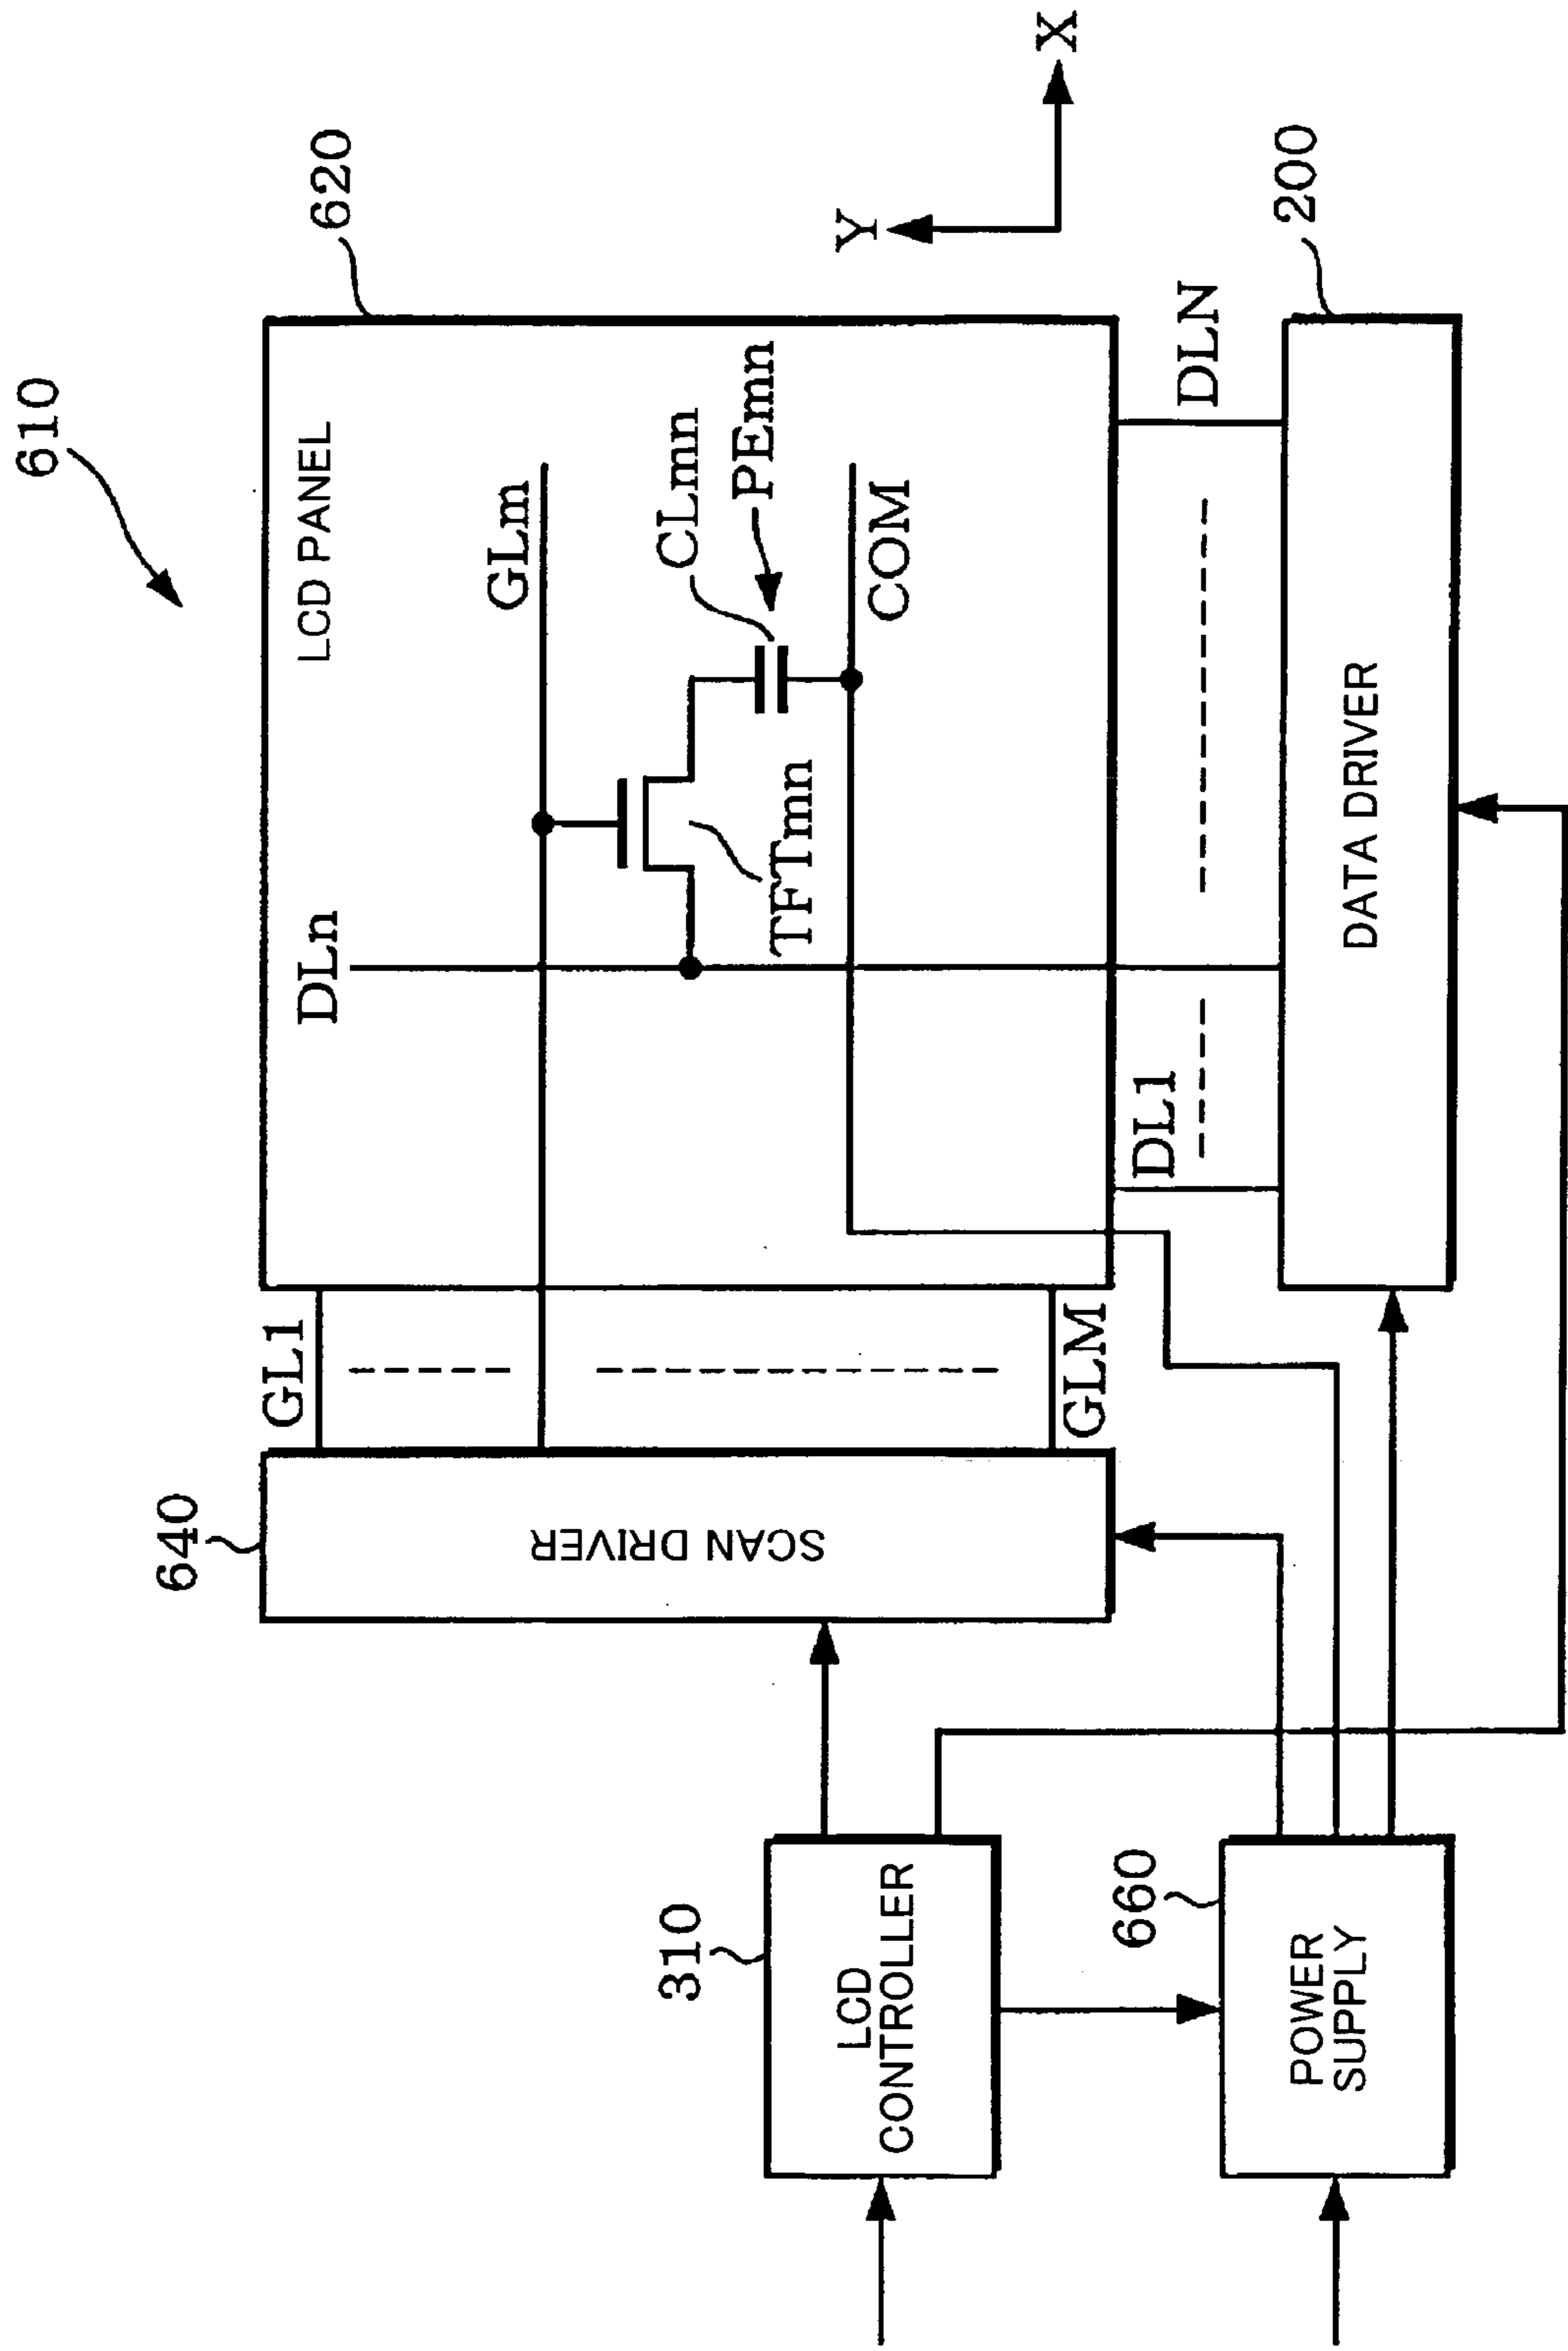 610
620
LCD PANEL
DLn
GLm
CLmn
PEmn
TFTmn
COM
Y
X
640
SCAN DRIVER
GL1
GLM
DL1
DLN
200
DATA DRIVER
310
LCD
CONTROLLER
660
POWER
SUPPLY